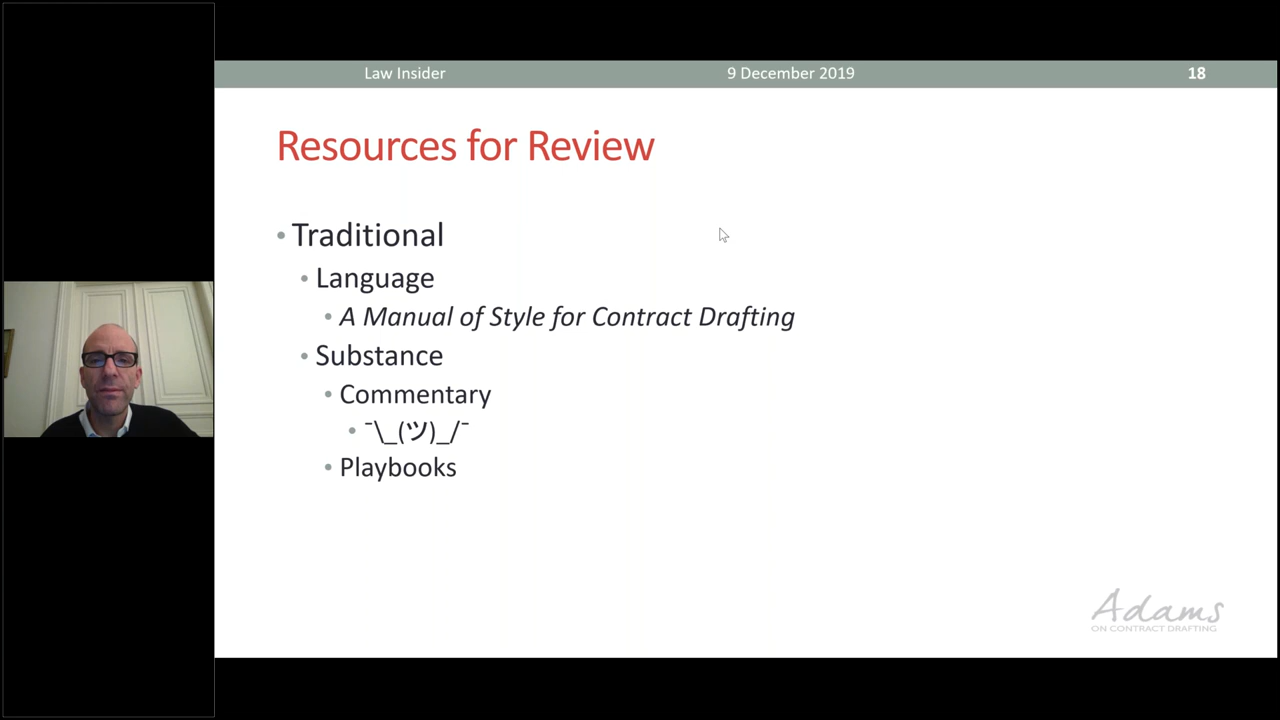 Law Insider 9 December 2019 18
Resources for Review
• Traditional
• Language
• A Manual of Style for Contract Drafting
• Substance
• Commentary
• ¯\_(ツ)_/¯
• Playbooks
Adams
ON CONTRACT DRAFTING